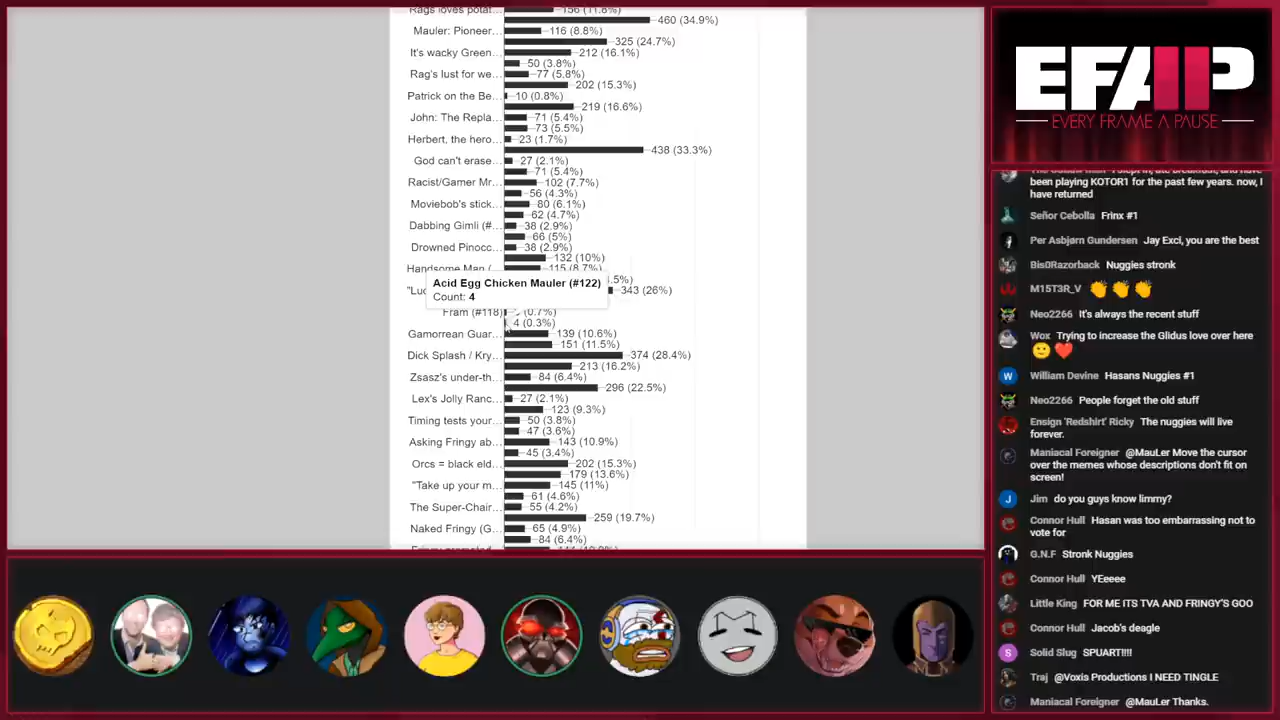 Rags loves potat... 156 (11.8%)
460 (34.9%)
Mauler: Pioneer... 116 (8.8%)
325 (24.7%)
It's wacky Green... 212 (16.1%)
50 (3.8%)
Rag's lust for we... 77 (5.8%)
202 (15.3%)
Patrick on the Be... 10 (0.8%)
219 (16.6%)
John: The Repla... 71 (5.4%)
73 (5.5%)
Herbert, the hero... 23 (1.7%)
438 (33.3%)
God can't erase... 27 (2.1%)
71 (5.4%)
Racist/Gamer Mr... 102 (7.7%)
56 (4.3%)
Moviebob's stick... 80 (6.1%)
62 (4.7%)
Dabbing Gimli (#... 38 (2.9%)
66 (5%)
Drowned Pinocc... 38 (2.9%)
132 (10%)
Handsome Man (... 115 (8.7%)
.5%)
"Luc 343 (26%)
Acid Egg Chicken Mauler (#122)
Count: 4
Fram (#118) (0.7%)
4 (0.3%)
Gamorrean Guar... 139 (10.6%)
151 (11.5%)
Dick Splash / Kry... 374 (28.4%)
213 (16.2%)
Zsasz's under-th... 84 (6.4%)
296 (22.5%)
Lex's Jolly Ranc... 27 (2.1%)
123 (9.3%)
Timing tests your... 50 (3.8%)
47 (3.6%)
Asking Fringy ab... 143 (10.9%)
45 (3.4%)
Orcs = black eld... 202 (15.3%)
179 (13.6%)
"Take up your m... 145 (11%)
61 (4.6%)
The Super-Chair... 55 (4.2%)
259 (19.7%)
Naked Fringy (G... 65 (4.9%)
84 (6.4%)
EFAP
EVERY FRAME A PAUSE
been playing KOTOR1 for the past few years. now, I
have returned
Señor Cebolla Frinx #1
Per Asbjørn Gundersen Jay Exci, you are the best
Bis0Razorback Nuggies stronk
M15T3R_V 👏👏👏
Neo2266 It's always the recent stuff
Wox Trying to increase the Glidus love over here
🙂❤️
William Devine Hasans Nuggies #1
Neo2266 People forget the old stuff
Ensign 'Redshirt' Ricky The nuggies will live
forever.
Maniacal Foreigner @MauLer Move the cursor
over the memes whose descriptions don't fit on
screen!
Jim do you guys know limmy?
Connor Hull Hasan was too embarrassing not to
vote for
G.N.F Stronk Nuggies
Connor Hull YEeeee
Little King FOR ME ITS TVA AND FRINGY'S GOO
Connor Hull Jacob's deagle
Solid Slug SPUART!!!!
Traj @Voxis Productions I NEED TINGLE
Maniacal Foreigner @MauLer Thanks.